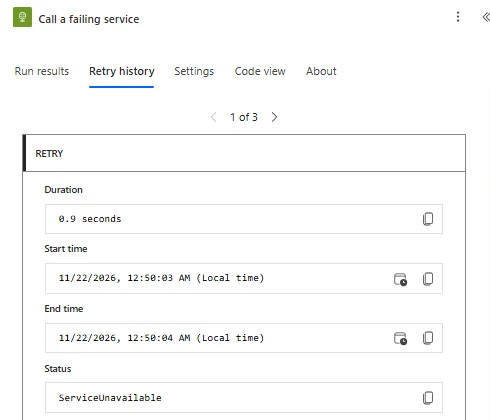 Call a failing service
Run results Retry history Settings Code view About
1 of 3
RETRY
Duration
0.9 seconds
Start time
11/22/2026, 12:50:03 AM (Local time)
End time
11/22/2026, 12:50:04 AM (Local time)
Status
ServiceUnavailable